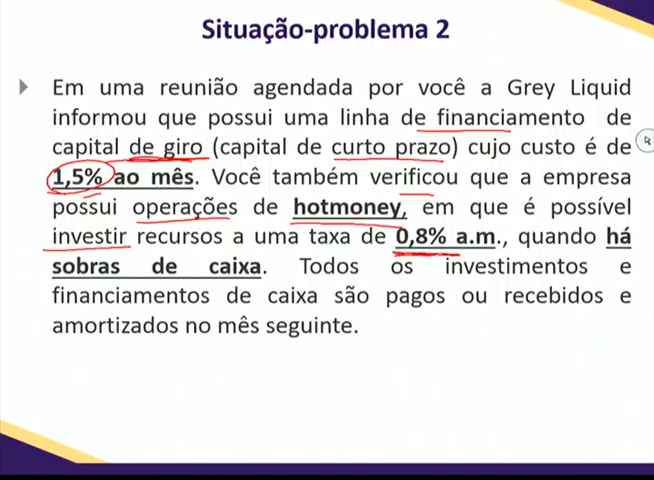 Situação-problema 2
Em uma reunião agendada por você a Grey Liquid
informou que possui uma linha de financiamento de
capital de giro (capital de curto prazo) cujo custo é de
1,5% ao mês. Você também verificou que a empresa
possui operações de hotmoney, em que é possível
investir recursos a uma taxa de 0,8% a.m., quando há
sobras de caixa. Todos os investimentos e
financiamentos de caixa são pagos ou recebidos e
amortizados no mês seguinte.